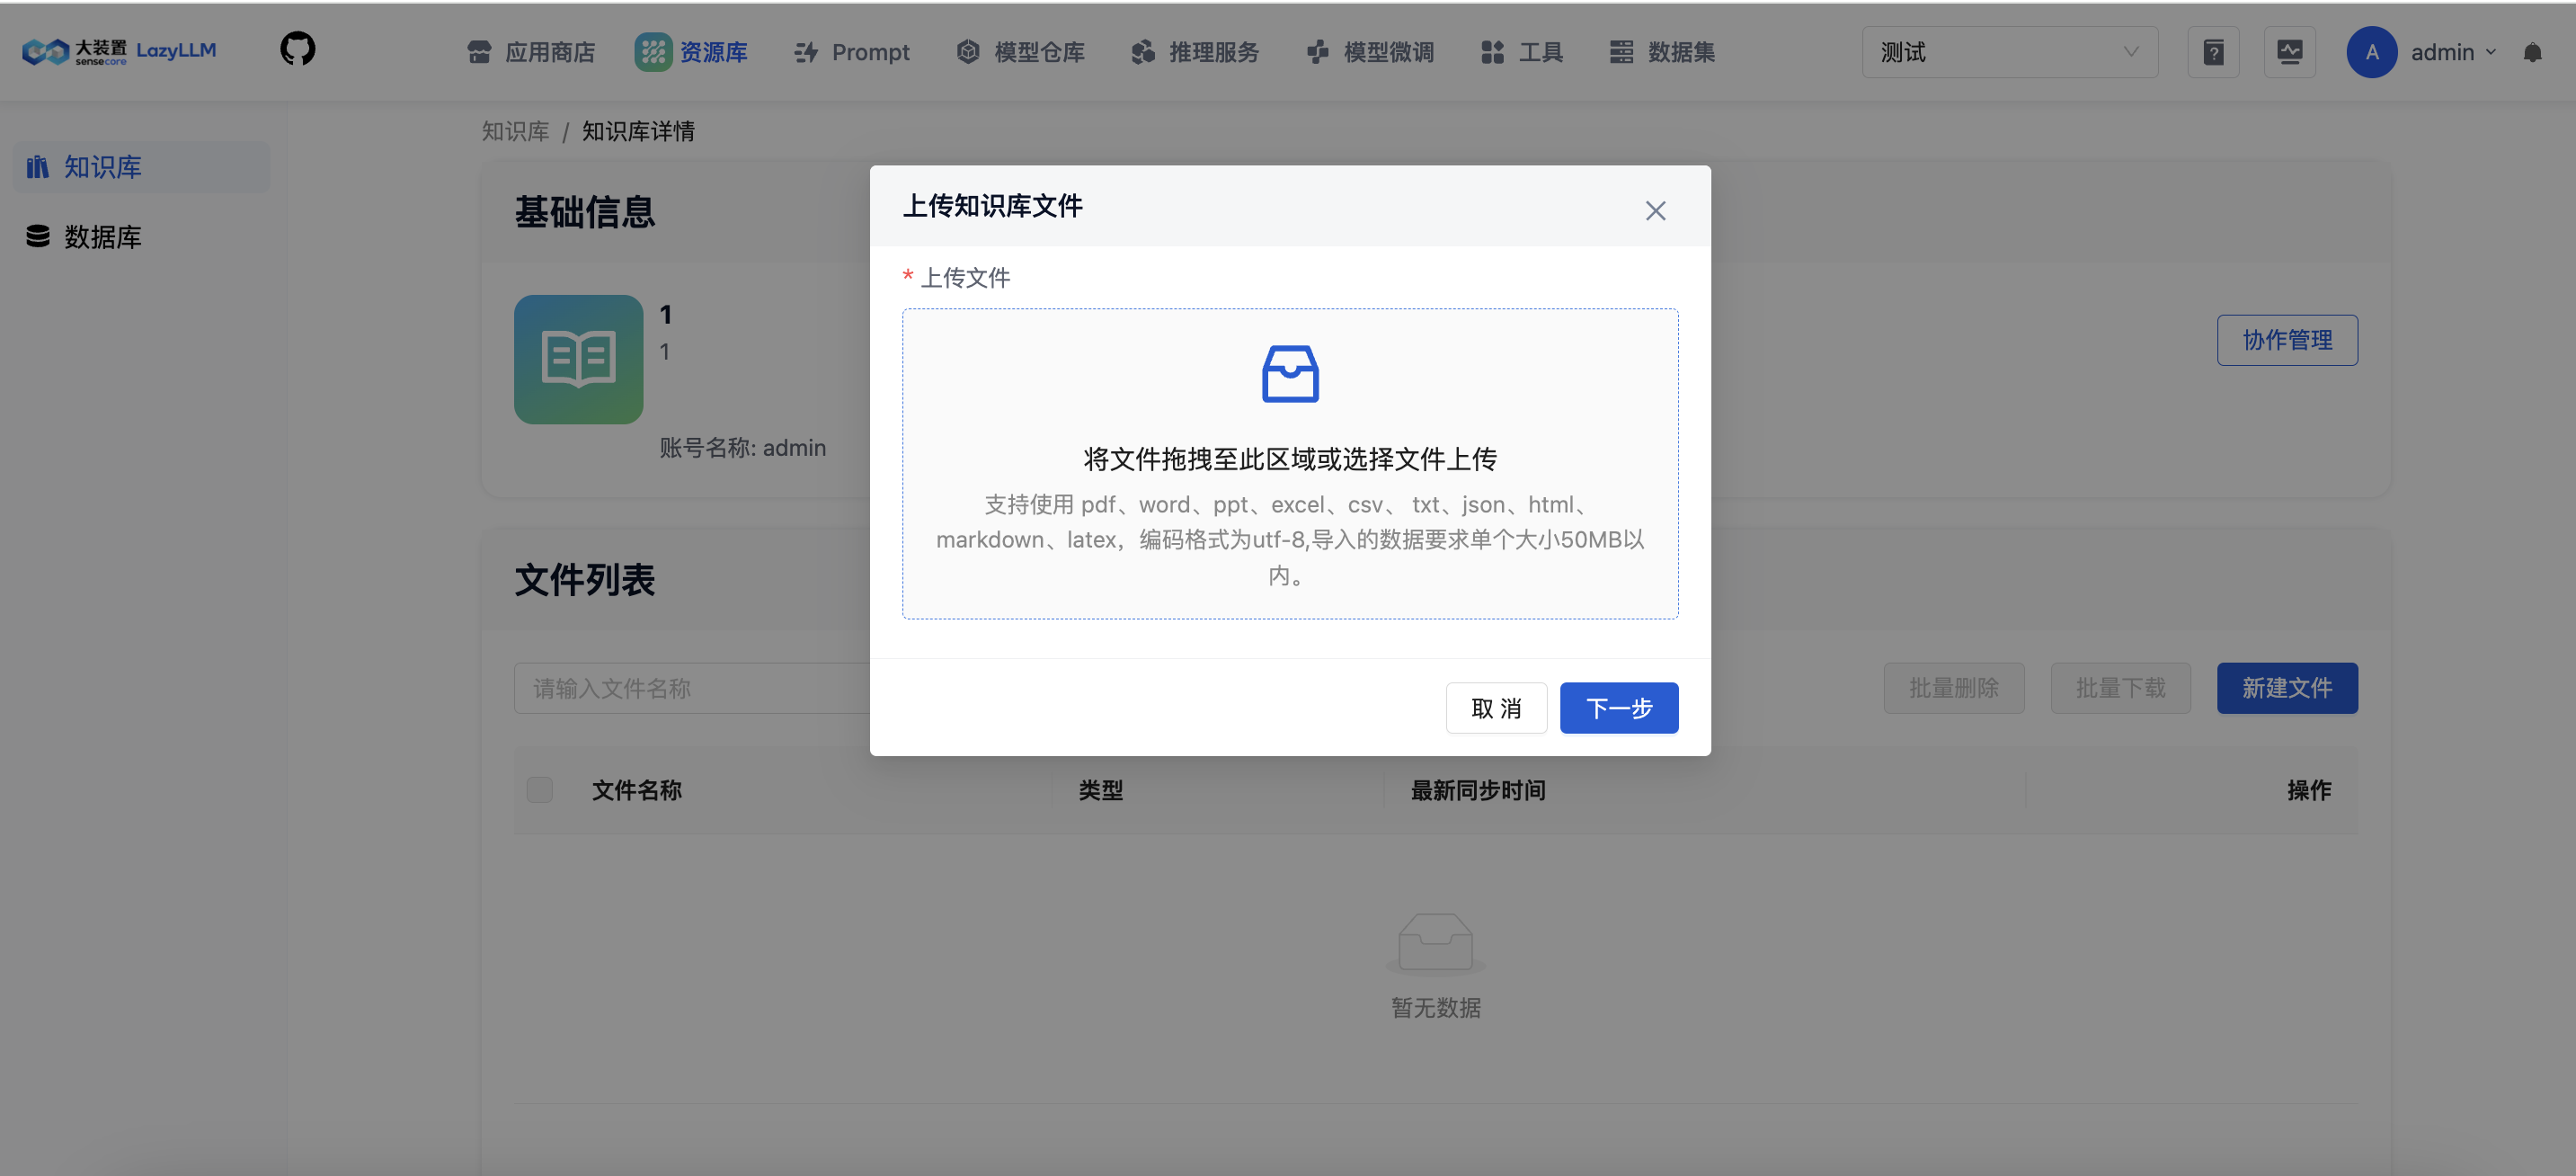 大装置 sensecore LazyLLM
应用商店 资源库 Prompt 模型仓库 推理服务 模型微调 工具 数据集
测试
A admin
知识库
数据库
知识库 / 知识库详情
基础信息
1
1
账号名称: admin
协作管理
上传知识库文件
* 上传文件
将文件拖拽至此区域或选择文件上传
支持使用 pdf、word、ppt、excel、csv、 txt、json、html、
markdown、latex，编码格式为utf-8,导入的数据要求单个大小50MB以
内。
取 消 下一步
文件列表
请输入文件名称
批量删除 批量下载 新建文件
文件名称 类型 最新同步时间 操作
暂无数据